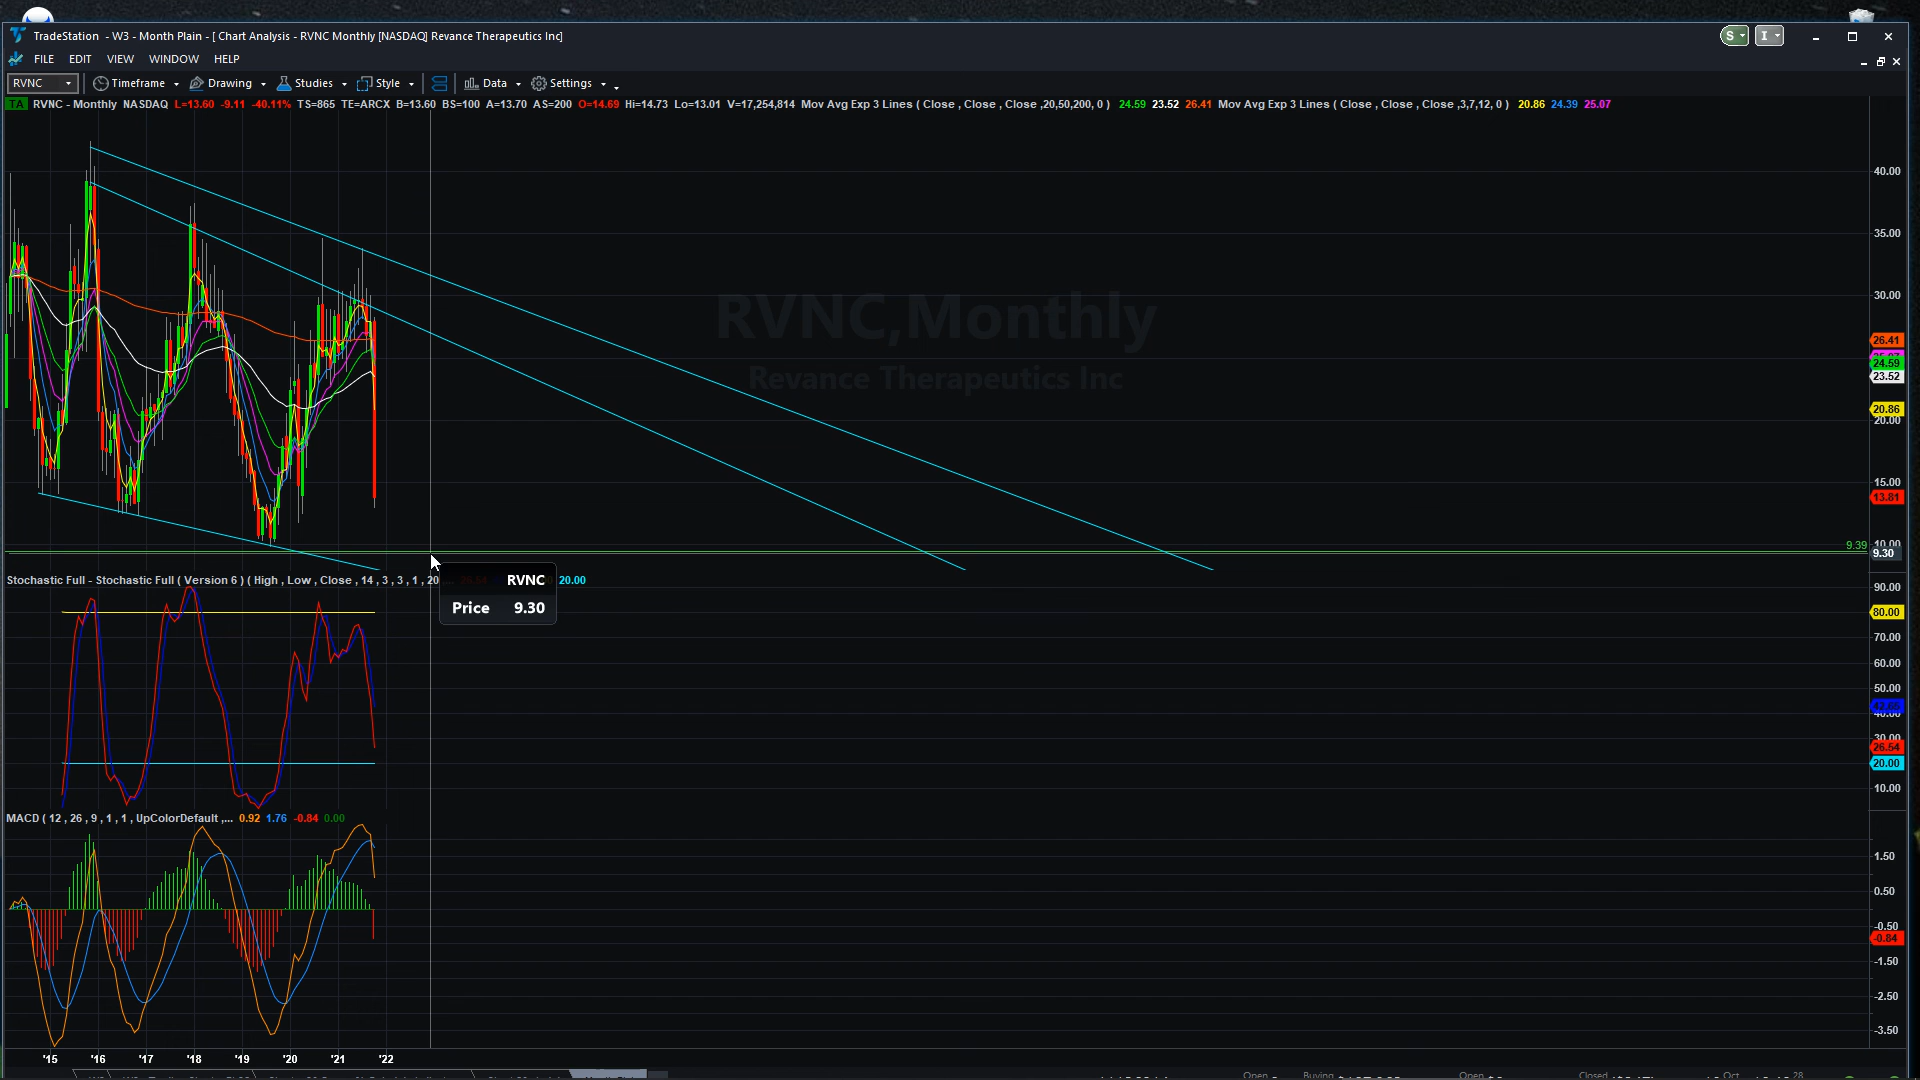 TradeStation - W3 - Month Plain - [ Chart Analysis - RVNC Monthly [NASDAQ] Revance Therapeutics Inc]
S I
FILE EDIT VIEW WINDOW HELP
RVNC Timeframe Drawing Studies Style Data Settings
TA RVNC - Monthly NASDAQ L=13.60 -9.11 -40.11% TS=865 TE=ARCX B=13.60 BS=100 A=13.70 AS=200 O=14.69 Hi=14.73 Lo=13.01 V=17,254,814 Mov Avg Exp 3 Lines ( Close , Close , Close ,20,50,200, 0 ) 24.59 23.52 26.41 Mov Avg Exp 3 Lines ( Close , Close , Close ,3,7,12, 0 ) 20.86 24.39 25.07
40.00
35.00
RVNC,Monthly
Revance Therapeutics Inc
30.00
26.41
24.59
23.52
20.86
20.00
15.00
13.81
9.39 10.00
9.30
Stochastic Full - Stochastic Full ( Version 6 ) ( High , Low , Close , 14 , 3 , 3 , 1 , 20 20.00
RVNC
Price 9.30
90.00
80.00
70.00
60.00
50.00
42.65
40.00
30.00
26.54
20.00
10.00
MACD ( 12 , 26 , 9 , 1 , 1 , UpColorDefault ,... 0.92 1.76 -0.84 0.00
1.50
0.50
-0.50
-0.84
-1.50
-2.50
-3.50
'15 '16 '17 '18 '19 '20 '21 '22